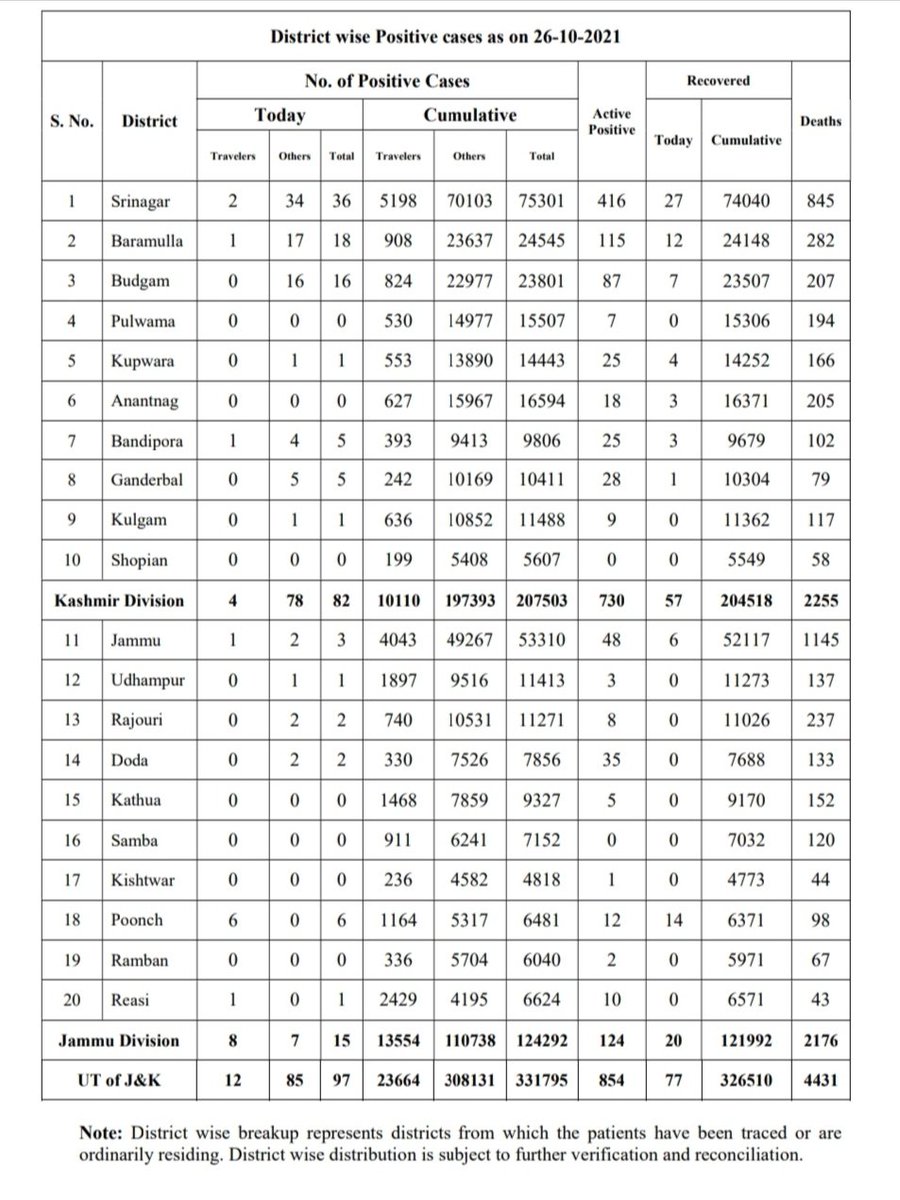 District wise Positive cases as on 26-10-2021
S. No. District No. of Positive Cases Active Positive Recovered Deaths
Today Cumulative Today Cumulative
Travelers Others Total Travelers Others Total
1 Srinagar 2 34 36 5198 70103 75301 416 27 74040 845
2 Baramulla 1 17 18 908 23637 24545 115 12 24148 282
3 Budgam 0 16 16 824 22977 23801 87 7 23507 207
4 Pulwama 0 0 0 530 14977 15507 7 0 15306 194
5 Kupwara 0 1 1 553 13890 14443 25 4 14252 166
6 Anantnag 0 0 0 627 15967 16594 18 3 16371 205
7 Bandipora 1 4 5 393 9413 9806 25 3 9679 102
8 Ganderbal 0 5 5 242 10169 10411 28 1 10304 79
9 Kulgam 0 1 1 636 10852 11488 9 0 11362 117
10 Shopian 0 0 0 199 5408 5607 0 0 5549 58
Kashmir Division 4 78 82 10110 197393 207503 730 57 204518 2255
11 Jammu 1 2 3 4043 49267 53310 48 6 52117 1145
12 Udhampur 0 1 1 1897 9516 11413 3 0 11273 137
13 Rajouri 0 2 2 740 10531 11271 8 0 11026 237
14 Doda 0 2 2 330 7526 7856 35 0 7688 133
15 Kathua 0 0 0 1468 7859 9327 5 0 9170 152
16 Samba 0 0 0 911 6241 7152 0 0 7032 120
17 Kishtwar 0 0 0 236 4582 4818 1 0 4773 44
18 Poonch 6 0 6 1164 5317 6481 12 14 6371 98
19 Ramban 0 0 0 336 5704 6040 2 0 5971 67
20 Reasi 1 0 1 2429 4195 6624 10 0 6571 43
Jammu Division 8 7 15 13554 110738 124292 124 20 121992 2176
UT of J&K 12 85 97 23664 308131 331795 854 77 326510 4431
Note: District wise breakup represents districts from which the patients have been traced or are
ordinarily residing. District wise distribution is subject to further verification and reconciliation.